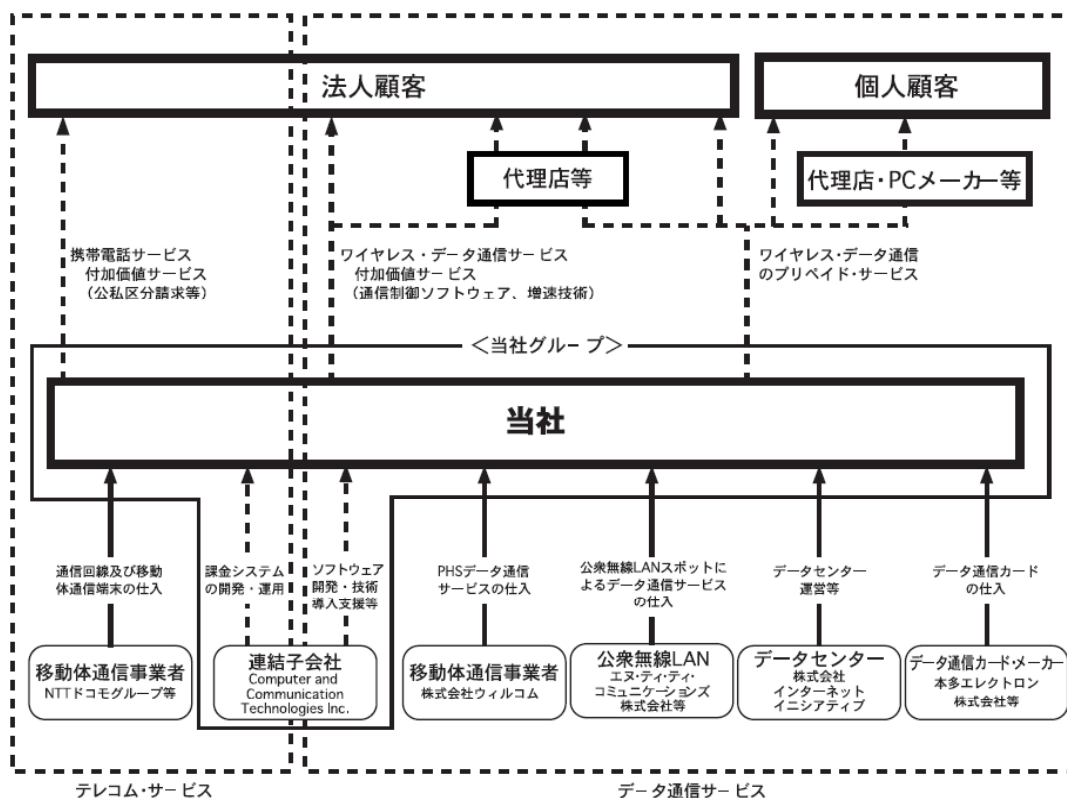 法人顧客
個人顧客
代理店等
代理店・PCメーカー等
携帯電話サービス
付加価値サービス
（公私区分請求等）
ワイヤレス・データ通信サービス
付加価値サービス
（通信制御ソフトウェア、増速技術）
ワイヤレス・データ通信
のプリペイド・サービス
＜当社グループ＞
当社
通信回線及び移動
体通信端末の仕入
課金システム
の開発・運用
ソフトウェア
開発・技術
導入支援等
PHSデータ通信
サービスの仕入
公衆無線LANスポットに
よるデータ通信サービス
の仕入
データセンター
運営等
データ通信カード
の仕入
移動体通信事業者
NTTドコモグループ等
連結子会社
Computer and
Communication
Technologies Inc.
移動体通信事業者
株式会社ウィルコム
公衆無線LAN
エヌ・ティ・ティ・
コミュニケーションズ
株式会社等
データセンター
株式会社
インターネット
イニシアティブ
データ通信カード・メーカー
本多エレクトロン
株式会社等
テレコム・サービス
データ通信サービス